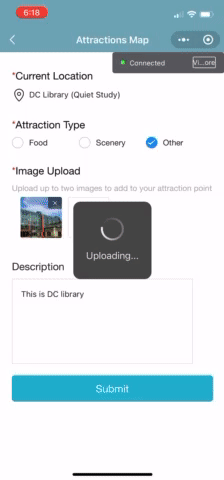 6:18
Attractions Map
Connected
Vi...ore
*Current Location
DC Library (Quiet Study)
*Attraction Type
Food
Scenery
Other
*Image Upload
Upload up to two images to add to your attraction point
Uploading...
Description
This is DC library
Submit